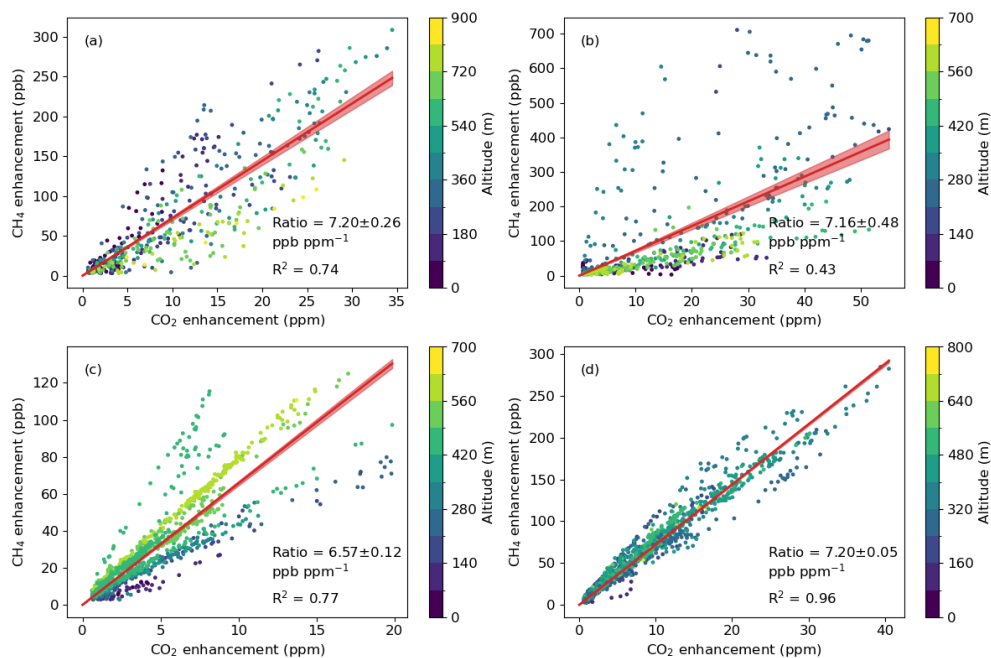 (a)
300
250
200
150
100
50
0
CH₄ enhancement (ppb)
0 5 10 15 20 25 30 35
CO₂ enhancement (ppm)
Ratio = 7.20±0.26
ppb ppm⁻¹
R² = 0.74
900
720
540
360
180
0
Altitude (m)
(b)
700
600
500
400
300
200
100
0
CH₄ enhancement (ppb)
0 10 20 30 40 50
CO₂ enhancement (ppm)
Ratio = 7.16±0.48
ppb ppm⁻¹
R² = 0.43
700
560
420
280
140
0
Altitude (m)
(c)
120
100
80
60
40
20
0
CH₄ enhancement (ppb)
0 5 10 15 20
CO₂ enhancement (ppm)
Ratio = 6.57±0.12
ppb ppm⁻¹
R² = 0.77
700
560
420
280
140
0
Altitude (m)
(d)
300
250
200
150
100
50
0
CH₄ enhancement (ppb)
0 10 20 30 40
CO₂ enhancement (ppm)
Ratio = 7.20±0.05
ppb ppm⁻¹
R² = 0.96
800
640
480
320
160
0
Altitude (m)